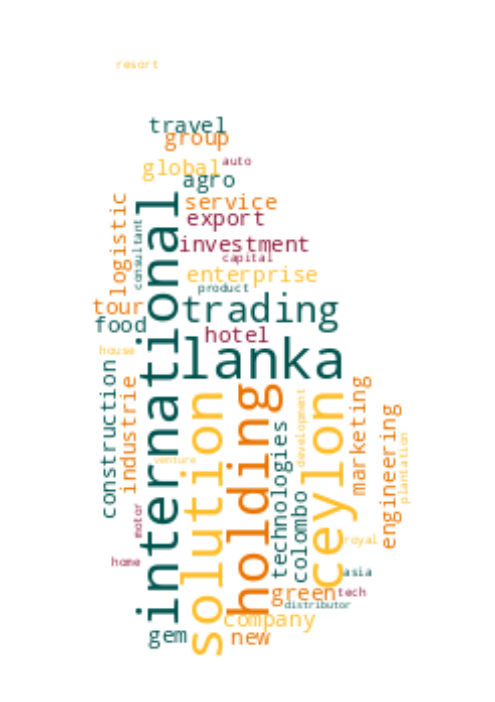 resort
travel
group
auto
global
agro
service
logistic
export
consultant
international
investment
capital
enterprise
product
tour
trading
food
hotel
house
lanka
construction
industrie
solution
holding
ceylon
development
marketing
engineering
plantation
technologies
venture
colombo
motor
royal
home
asia
green
tech
distributor
company
gem
new